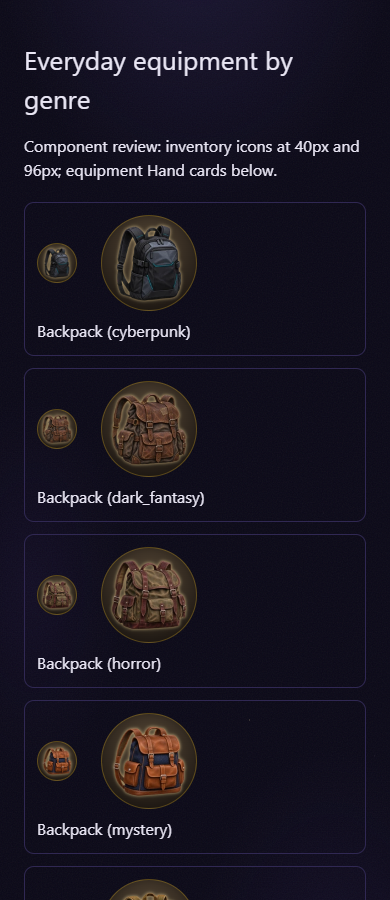 Everyday equipment by
genre
Component review: inventory icons at 40px and
96px; equipment Hand cards below.
Backpack (cyberpunk)
Backpack (dark_fantasy)
Backpack (horror)
Backpack (mystery)